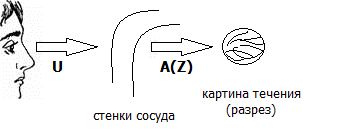 U
A(Z)
стенки сосуда
картина течения
(разрез)